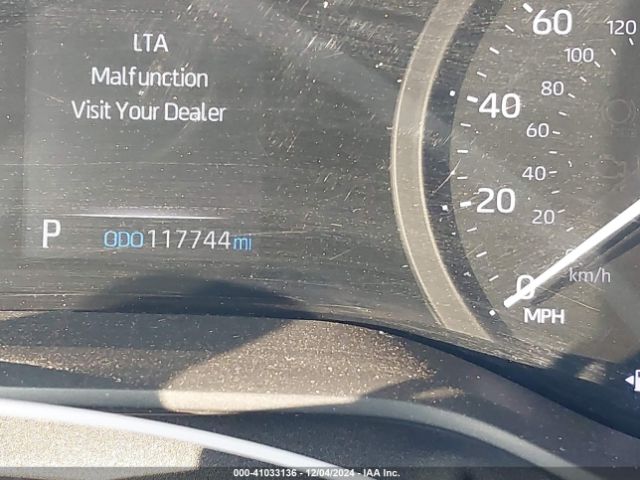 LTA
Malfunction
Visit Your Dealer
P ODO 117744 mi
60
120
100
40
80
60
20
40
20
0
km/h
MPH
000-41033136 - 12/04/2024 - IAA Inc.